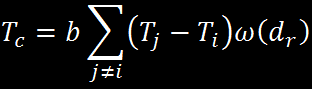 T_c = b ∑_{j≠i} (T_j − T_i) ω(d_r)